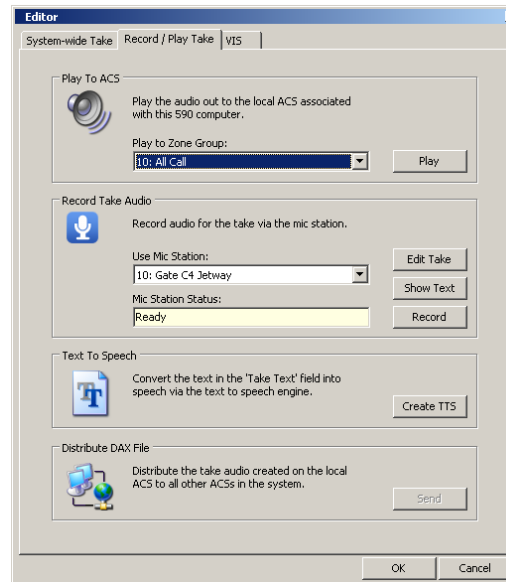 Editor
System-wide Take
Record / Play Take
VIS
Play To ACS
Play the audio out to the local ACS associated
with this 590 computer.
Play to Zone Group:
10: All Call
Play
Record Take Audio
Record audio for the take via the mic station.
Use Mic Station:
Edit Take
10: Gate C4 Jetway
Show Text
Mic Station Status:
Ready
Record
Text To Speech
Convert the text in the 'Take Text' field into
speech via the text to speech engine.
Create TTS
Distribute DAX File
Distribute the take audio created on the local
ACS to all other ACSs in the system.
Send
OK
Cancel